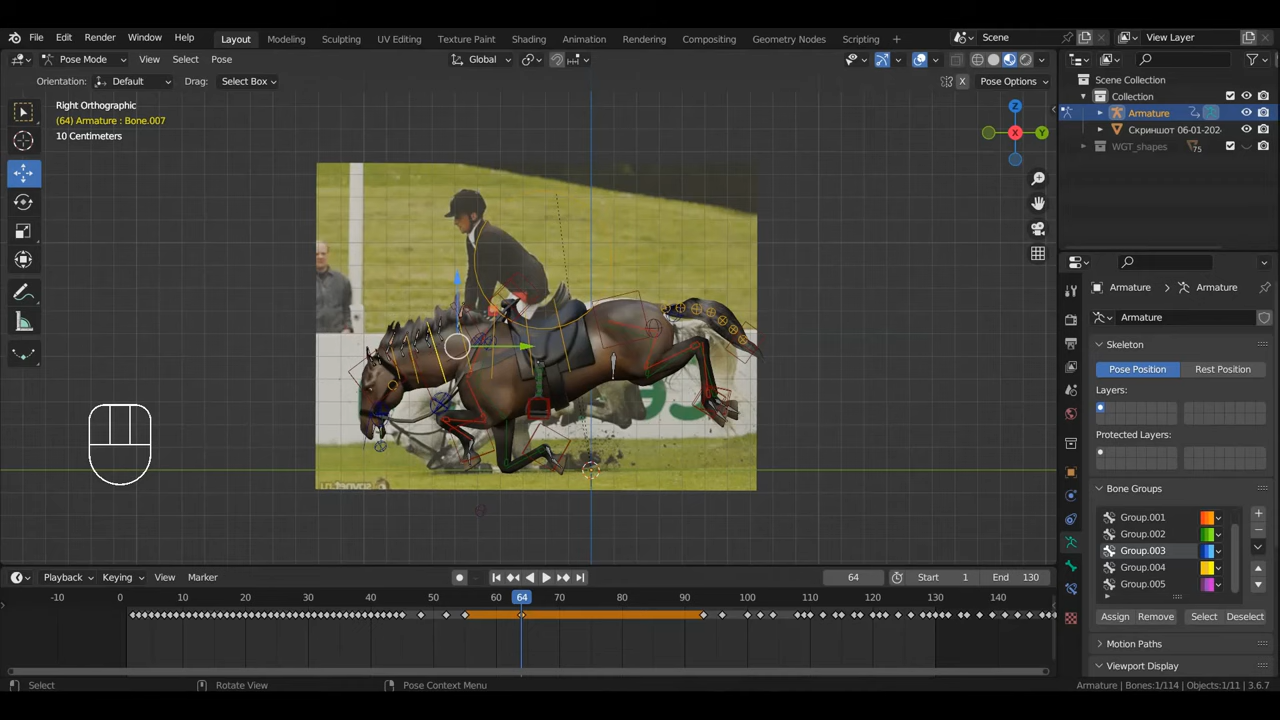 File Edit Render Window Help Layout Modeling Sculpting UV Editing Texture Paint Shading Animation Rendering Compositing Geometry Nodes Scripting + Scene View Layer
Pose Mode View Select Pose Global
Orientation: Default Drag: Select Box X Pose Options
Right Orthographic
(64) Armature : Bone.007
10 Centimeters
Z
Y
X
Scene Collection
Collection
Armature
Скриншот 06-01-202
WGT_shapes 75
Armature Armature
Armature
Skeleton
Pose Position Rest Position
Layers:
Protected Layers:
Bone Groups
Group.001
Group.002
Group.003
Group.004
Group.005
Assign Remove Select Deselect
Motion Paths
Viewport Display
Playback Keying View Marker 64 Start 1 End 130
-10 0 10 20 30 40 50 64 70 80 90 100 110 120 130 140
Select Rotate View Pose Context Menu Armature | Bones:1/114 | Objects:1/11 | 3.6.7